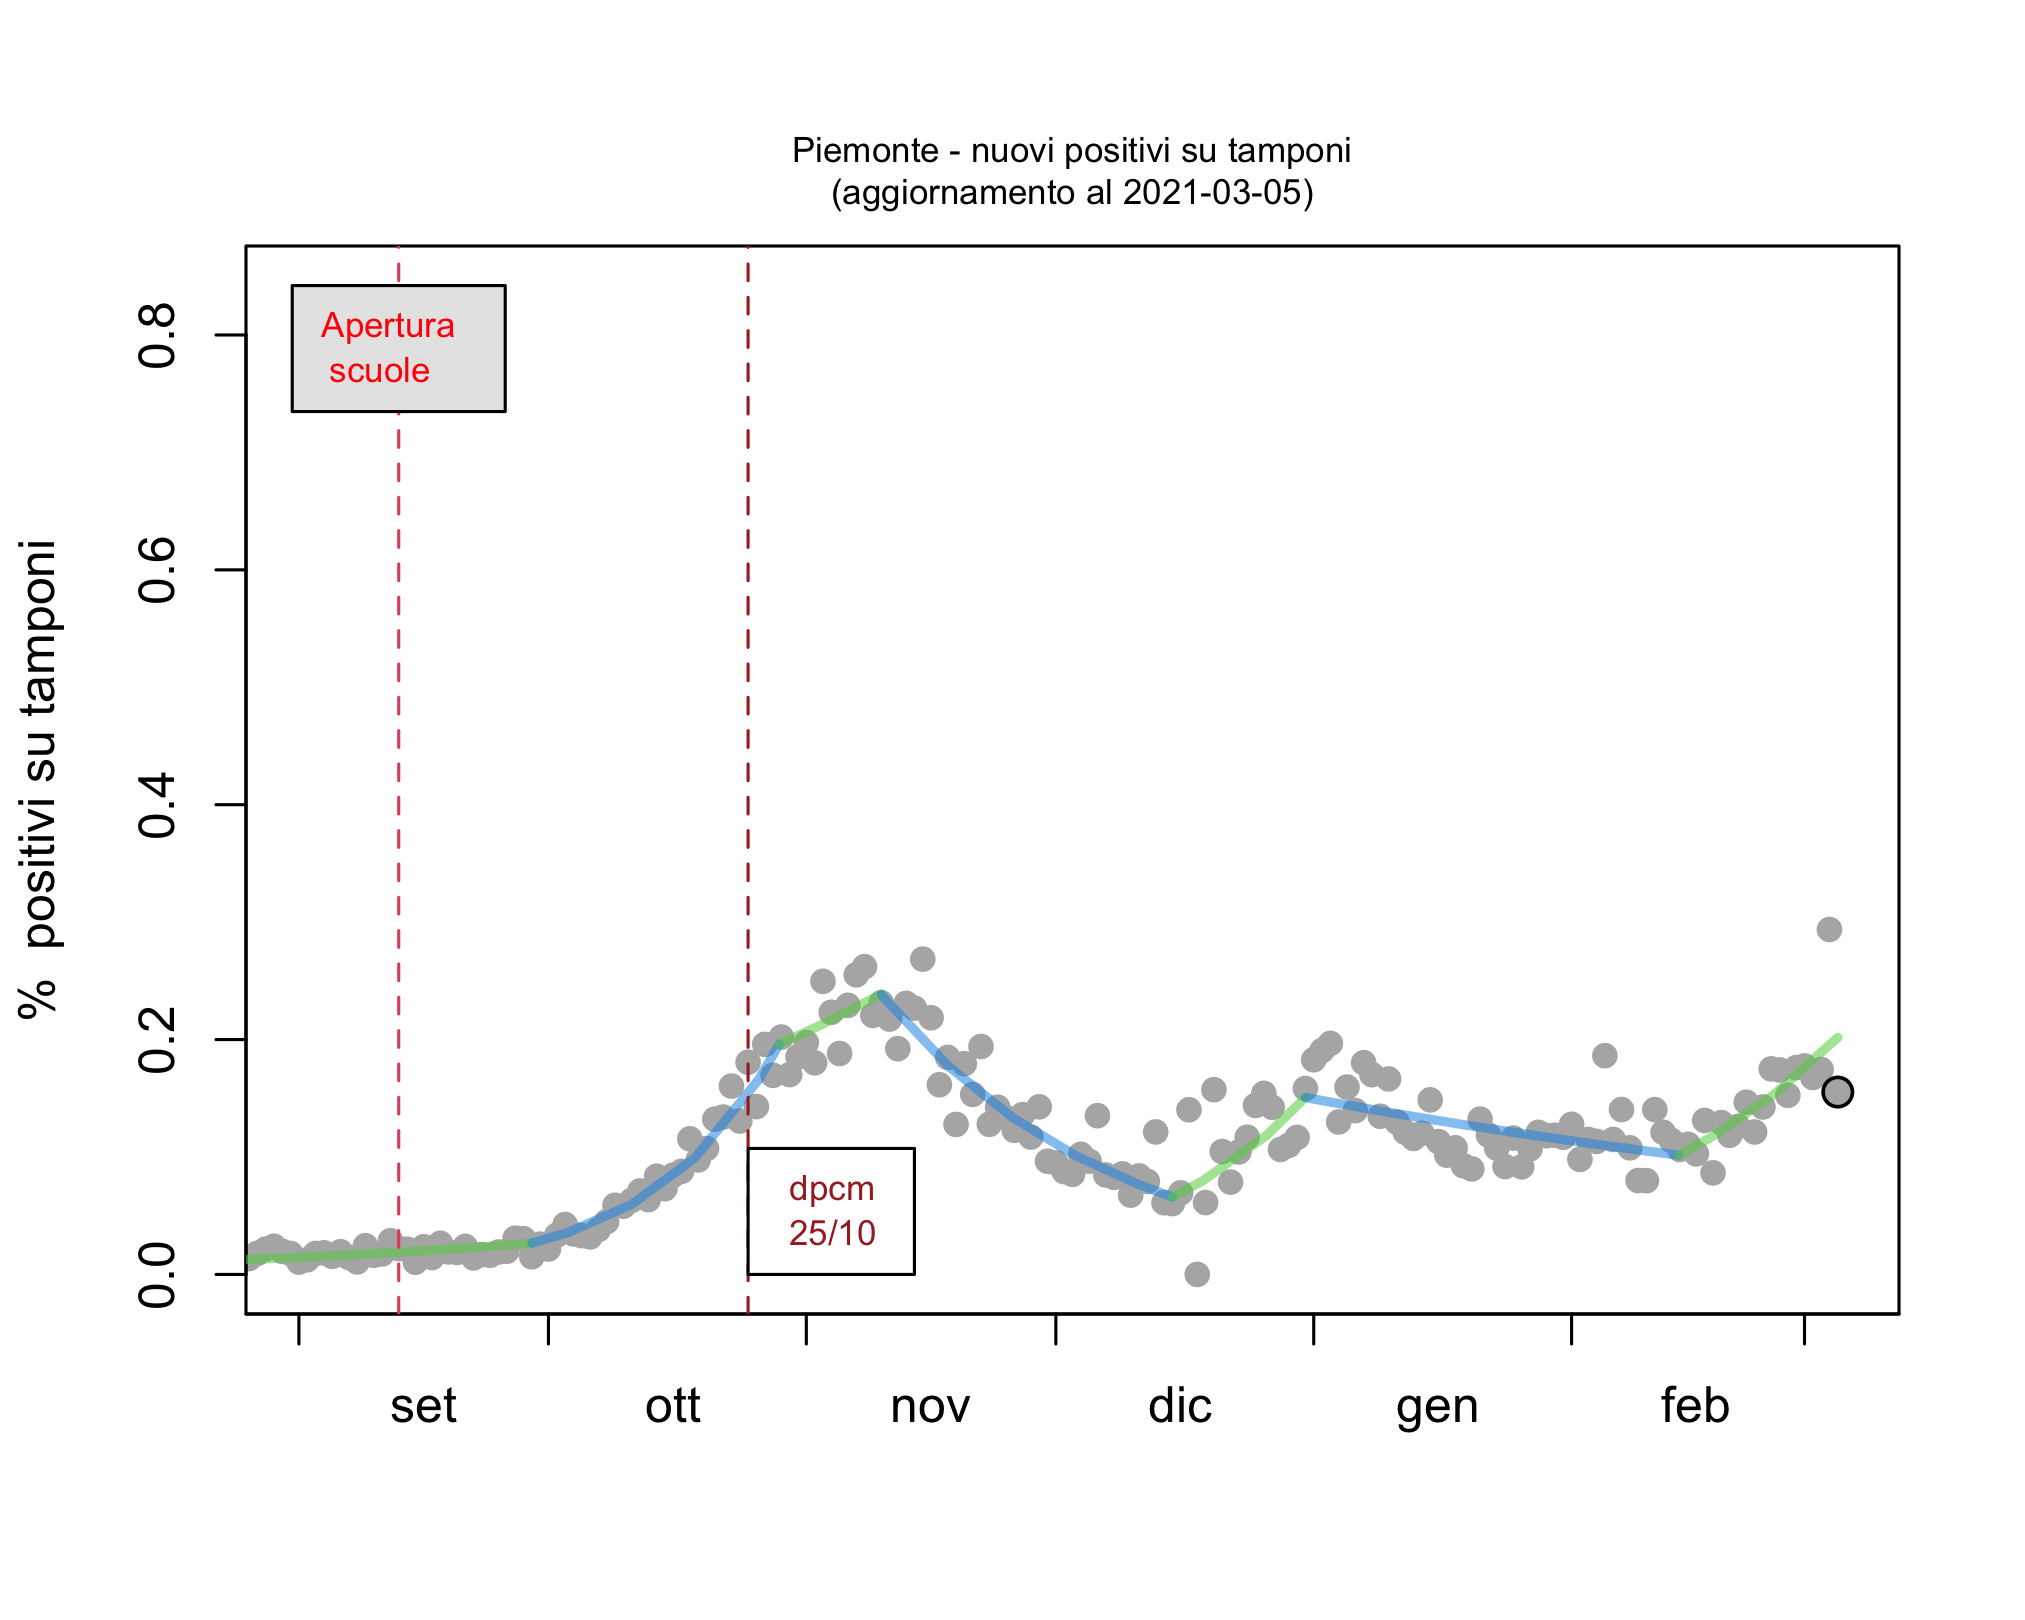 Piemonte - nuovi positivi su tamponi
(aggiornamento al 2021-03-05)
% positivi su tamponi
0.8
0.6
0.4
0.2
0.0
Apertura
scuole
dpcm
25/10
set
ott
nov
dic
gen
feb